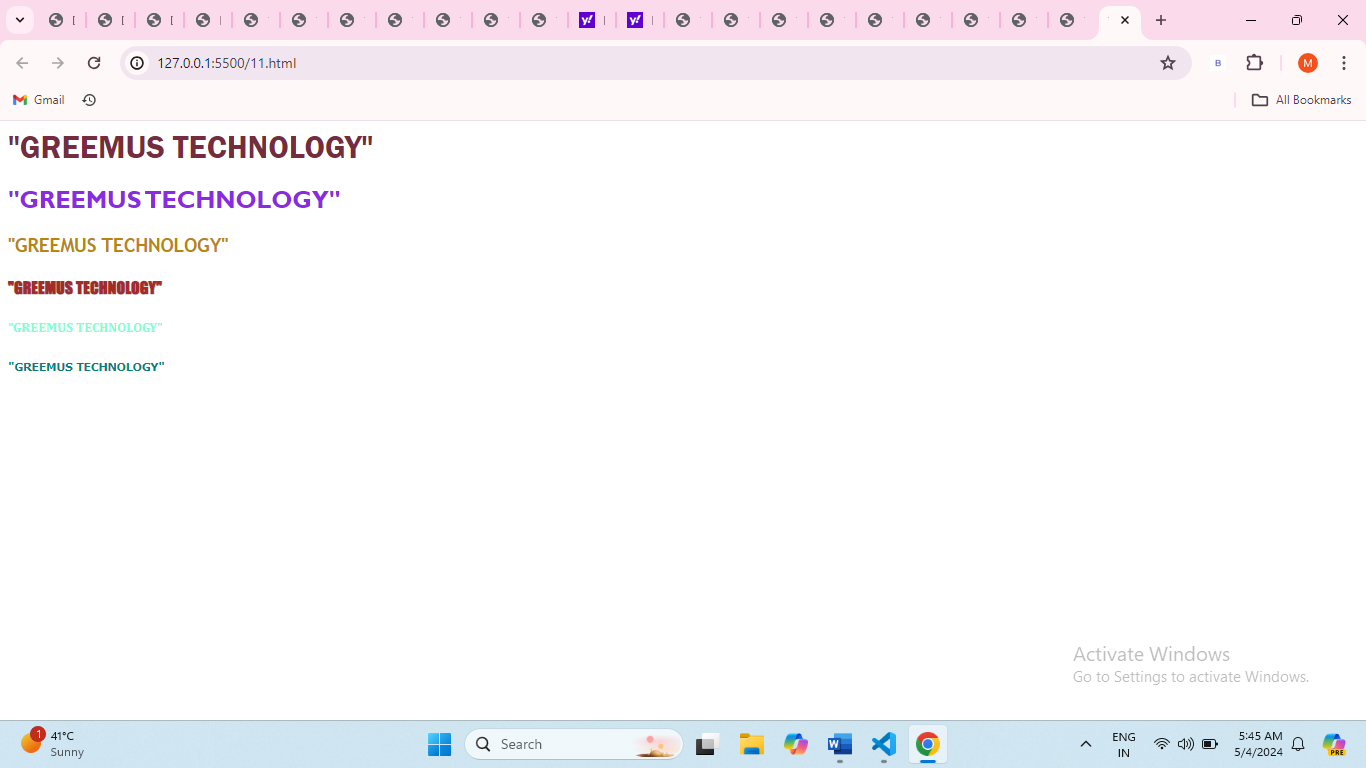 127.0.0.1:5500/11.html
B
M
Gmail
All Bookmarks
"GREEMUS TECHNOLOGY"
"GREEMUS TECHNOLOGY"
"GREEMUS TECHNOLOGY"
"GREEMUS TECHNOLOGY"
"GREEMUS TECHNOLOGY"
"GREEMUS TECHNOLOGY"
Activate Windows
Go to Settings to activate Windows.
1
41°C
Sunny
Search
ENG
IN
5:45 AM
5/4/2024
PRE